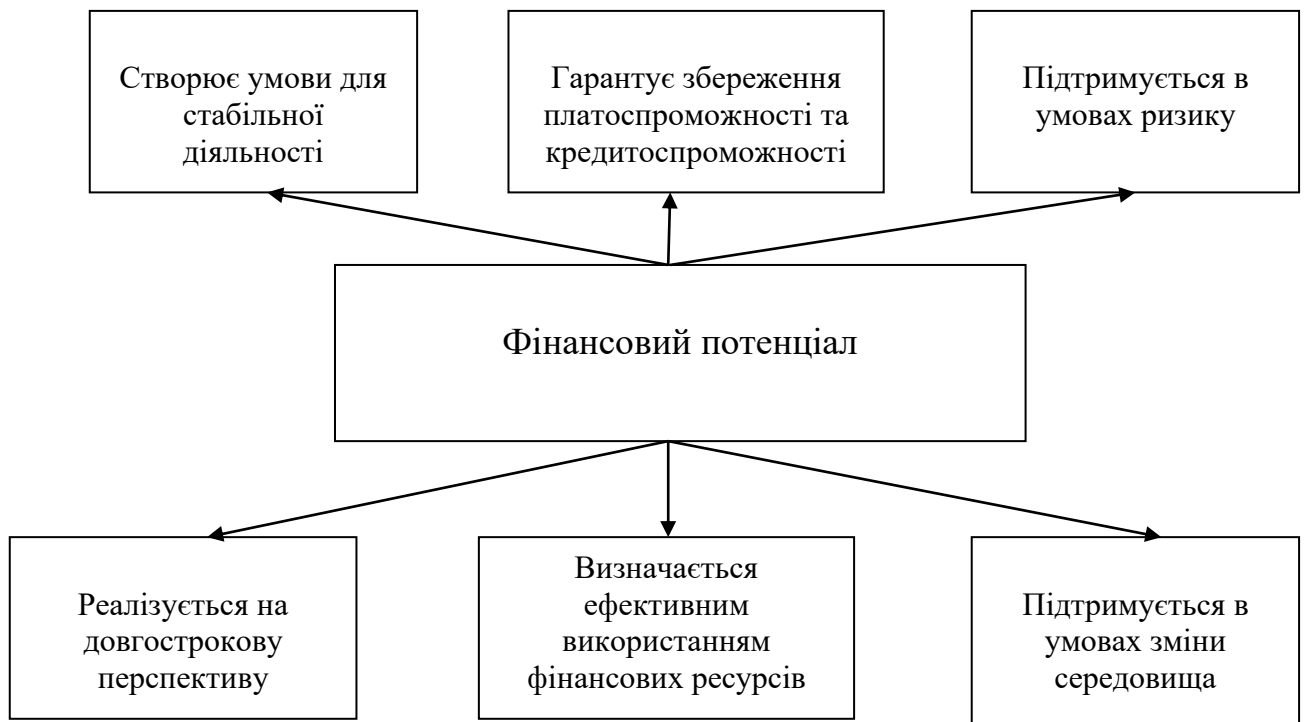 Створює умови для
стабільної
діяльності
Гарантує збереження
платоспроможності та
кредитоспроможності
Підтримується в
умовах ризику
Фінансовий потенціал
Реалізується на
довгострокову
перспективу
Визначається
ефективним
використанням
фінансових ресурсів
Підтримується в
умовах зміни
середовища